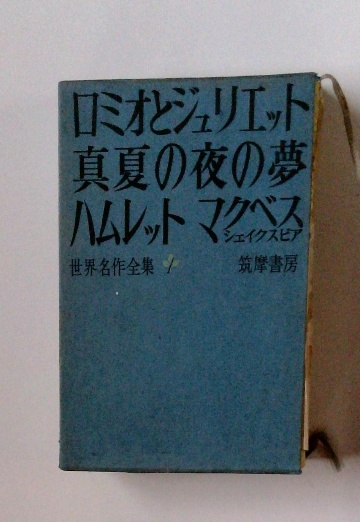 ロミオとジュリエット
真夏の夜の夢
ハムレット マクベス
シェイクスピア
世界名作全集 1 筑摩書房